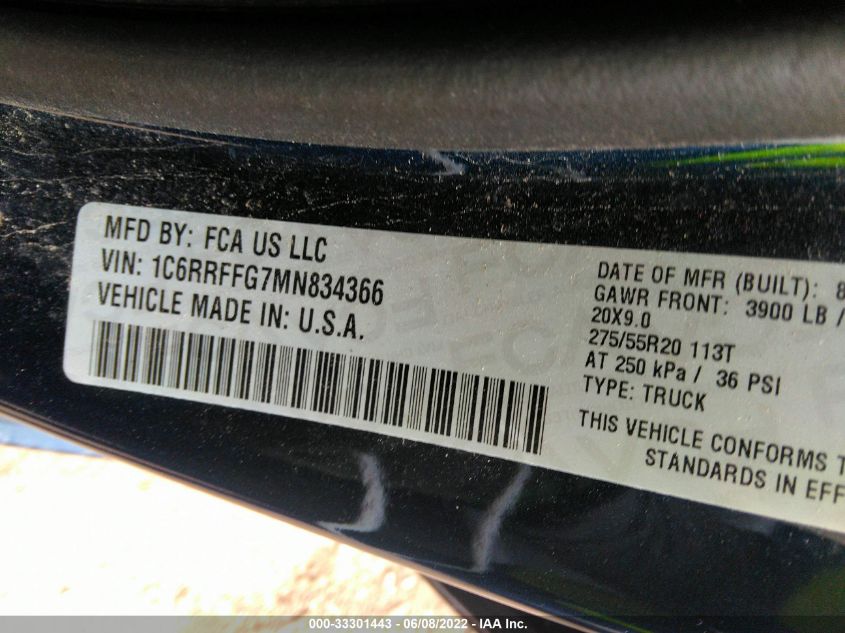 MFD BY: FCA US LLC
VIN: 1C6RRFFG7MN834366
VEHICLE MADE IN: U.S.A.
DATE OF MFR (BUILT): 8
GAWR FRONT: 3900 LB /
20X9.0
275/55R20 113T
AT 250 kPa / 36 PSI
TYPE: TRUCK
THIS VEHICLE CONFORMS T
STANDARDS IN EFF
000-33301443 - 06/08/2022 - IAA Inc.